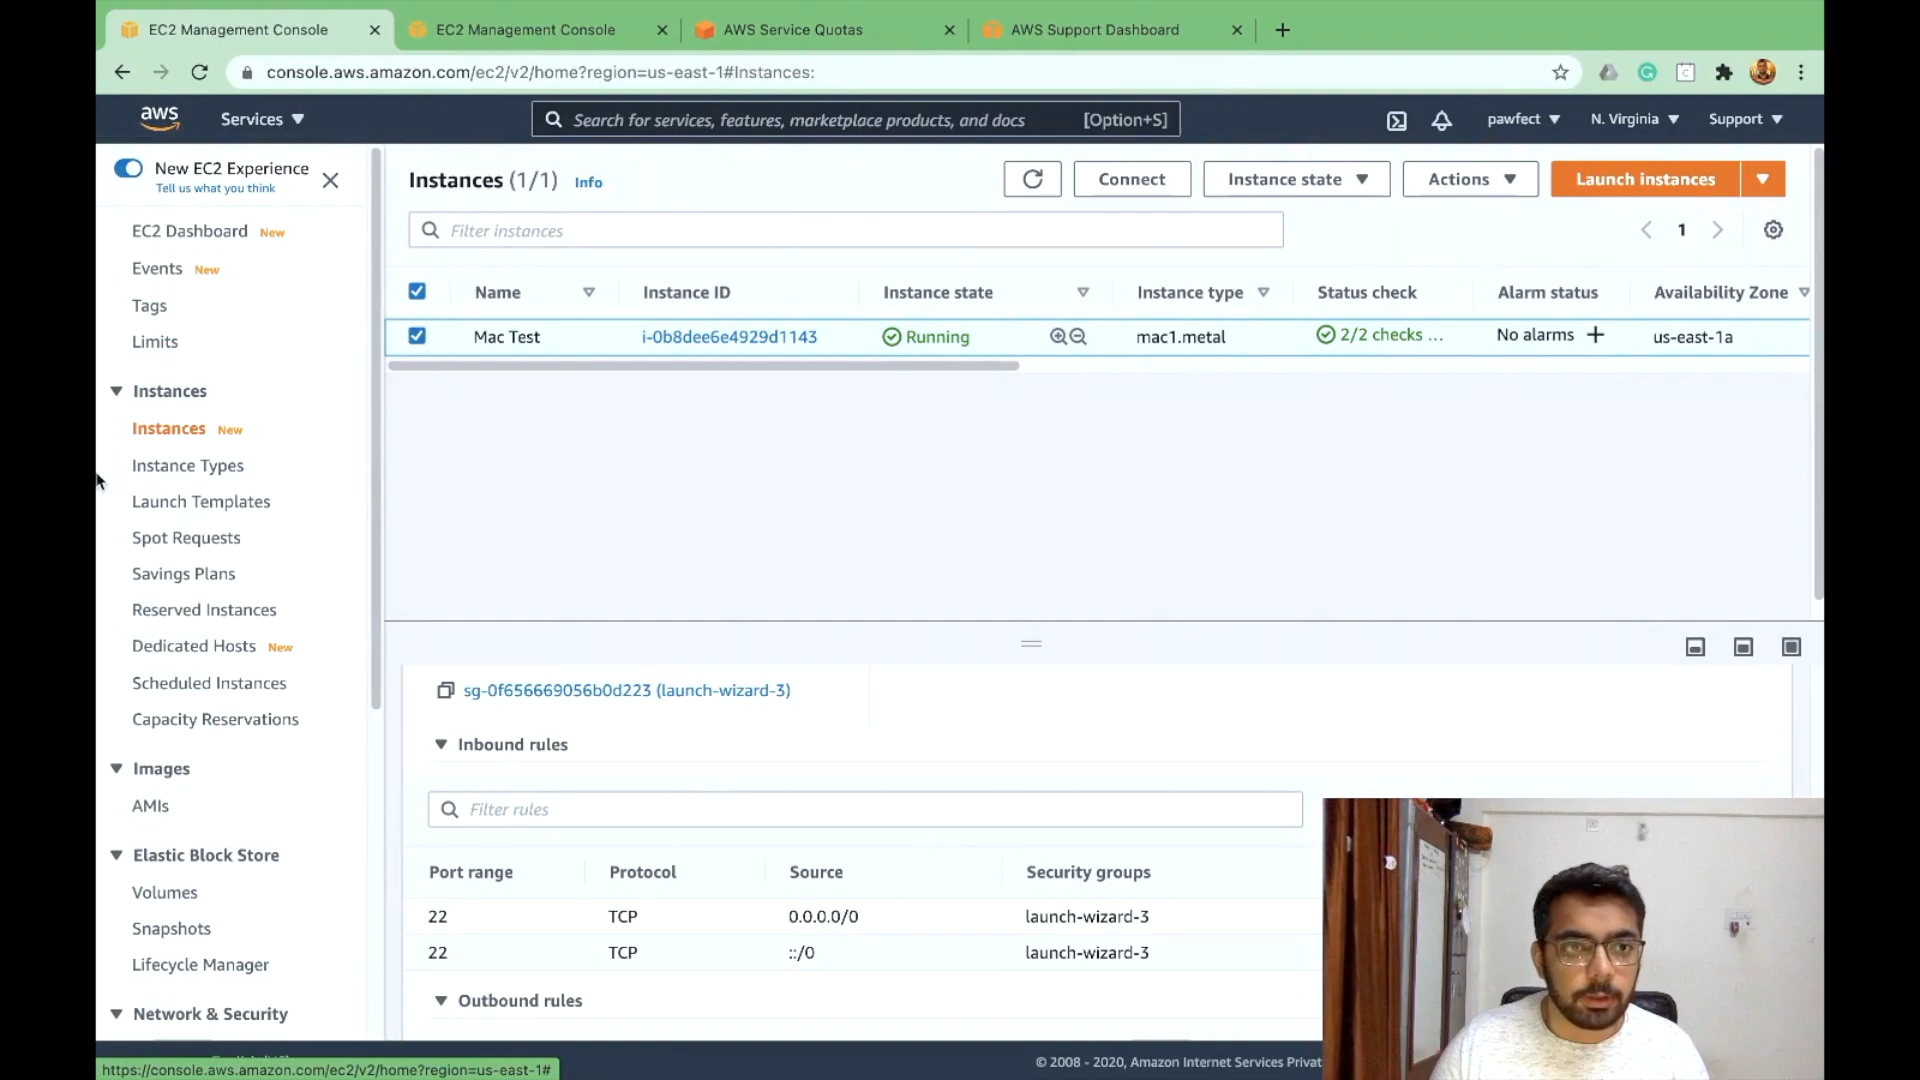 EC2 Management Console
EC2 Management Console
AWS Service Quotas
AWS Support Dashboard
console.aws.amazon.com/ec2/v2/home?region=us-east-1#Instances:
aws
Services
Search for services, features, marketplace products, and docs
[Option+S]
pawfect
N. Virginia
Support
New EC2 Experience
Tell us what you think
EC2 Dashboard New
Events New
Tags
Limits
Instances
Instances New
Instance Types
Launch Templates
Spot Requests
Savings Plans
Reserved Instances
Dedicated Hosts New
Scheduled Instances
Capacity Reservations
Images
AMIs
Elastic Block Store
Volumes
Snapshots
Lifecycle Manager
Network & Security
Instances (1/1) Info
Connect
Instance state
Actions
Launch instances
Filter instances
1
Name
Instance ID
Instance state
Instance type
Status check
Alarm status
Availability Zone
Mac Test
i-0b8dee6e4929d1143
Running
mac1.metal
2/2 checks ...
No alarms
us-east-1a
sg-0f656669056b0d223 (launch-wizard-3)
Inbound rules
Filter rules
Port range
Protocol
Source
Security groups
22
TCP
0.0.0.0/0
launch-wizard-3
22
TCP
::/0
launch-wizard-3
Outbound rules
© 2008 - 2020, Amazon Internet Services Privat
https://console.aws.amazon.com/ec2/v2/home?region=us-east-1#